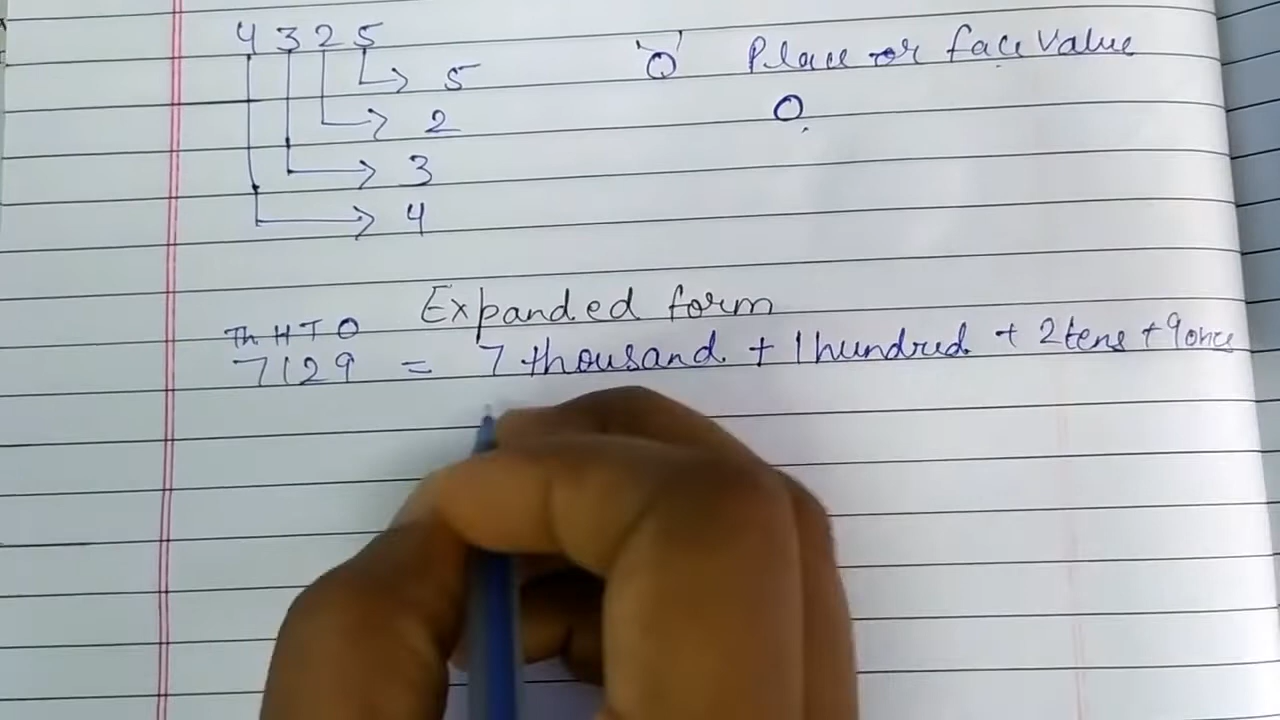 4325
'0' Place or face value
5
0
2
3
4
Expanded form
Th H T O
7129 = 7 thousand + 1 hundred + 2 tens + 9 ones